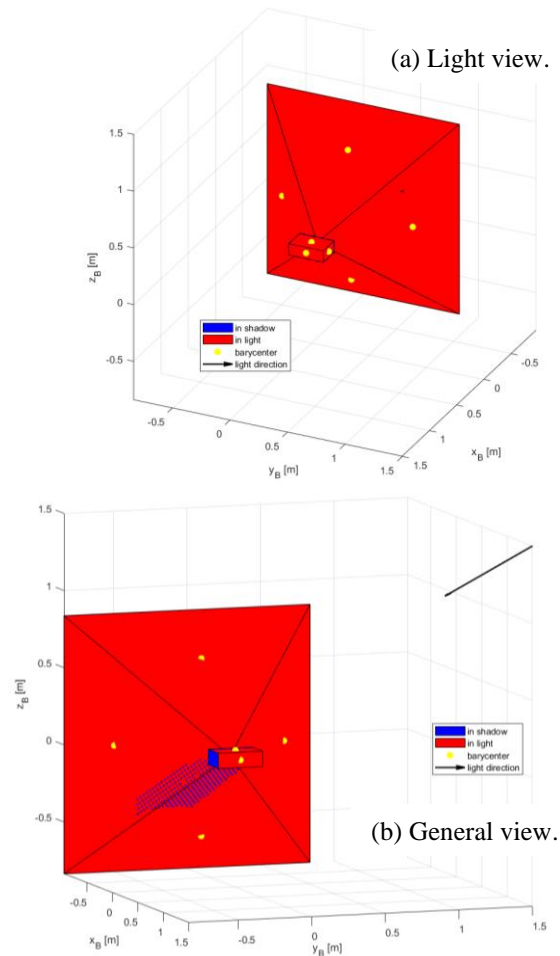 (a) Light view.
1.5
1
0.5
0
-0.5
z_B [m]
in shadow
in light
barycenter
light direction
-0.5
0
0.5
1
1.5
y_B [m]
-0.5
0
0.5
1
x_B [m]
1.5
1
0.5
0
-0.5
z_B [m]
in shadow
in light
barycenter
light direction
(b) General view.
-0.5
0
0.5
1
1.5
x_B [m]
-0.5
0
0.5
1
1.5
y_B [m]